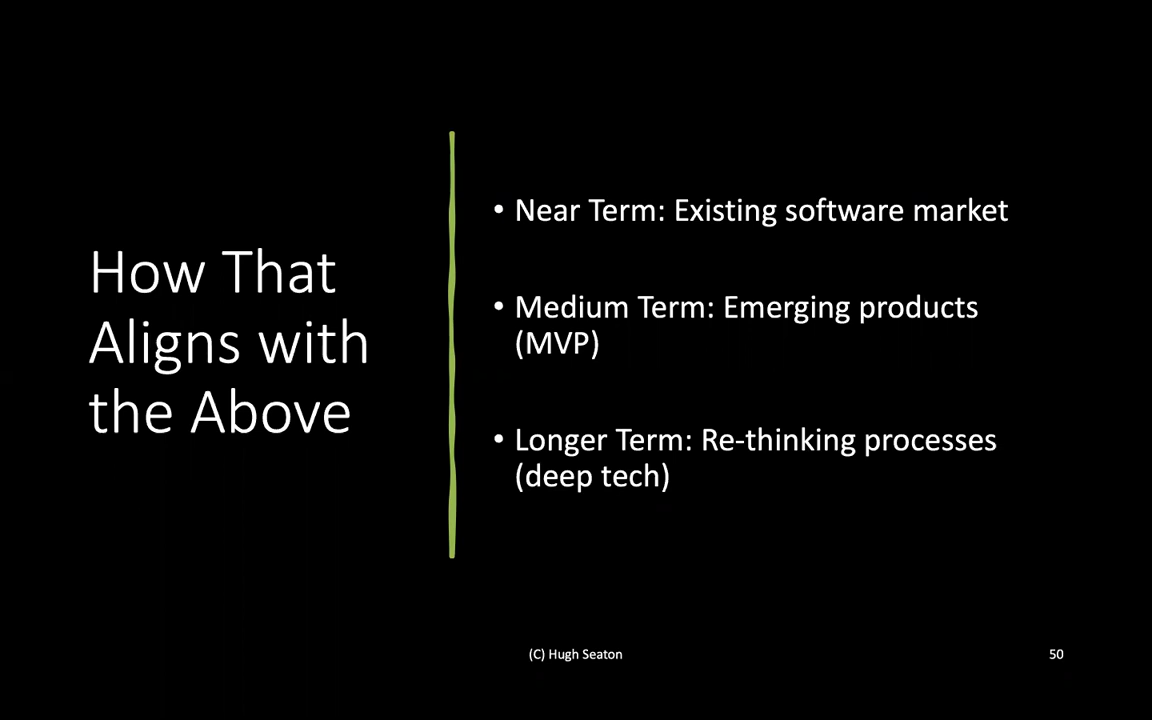 How That
Aligns with
the Above
• Near Term: Existing software market
• Medium Term: Emerging products
(MVP)
• Longer Term: Re-thinking processes
(deep tech)
(C) Hugh Seaton
50